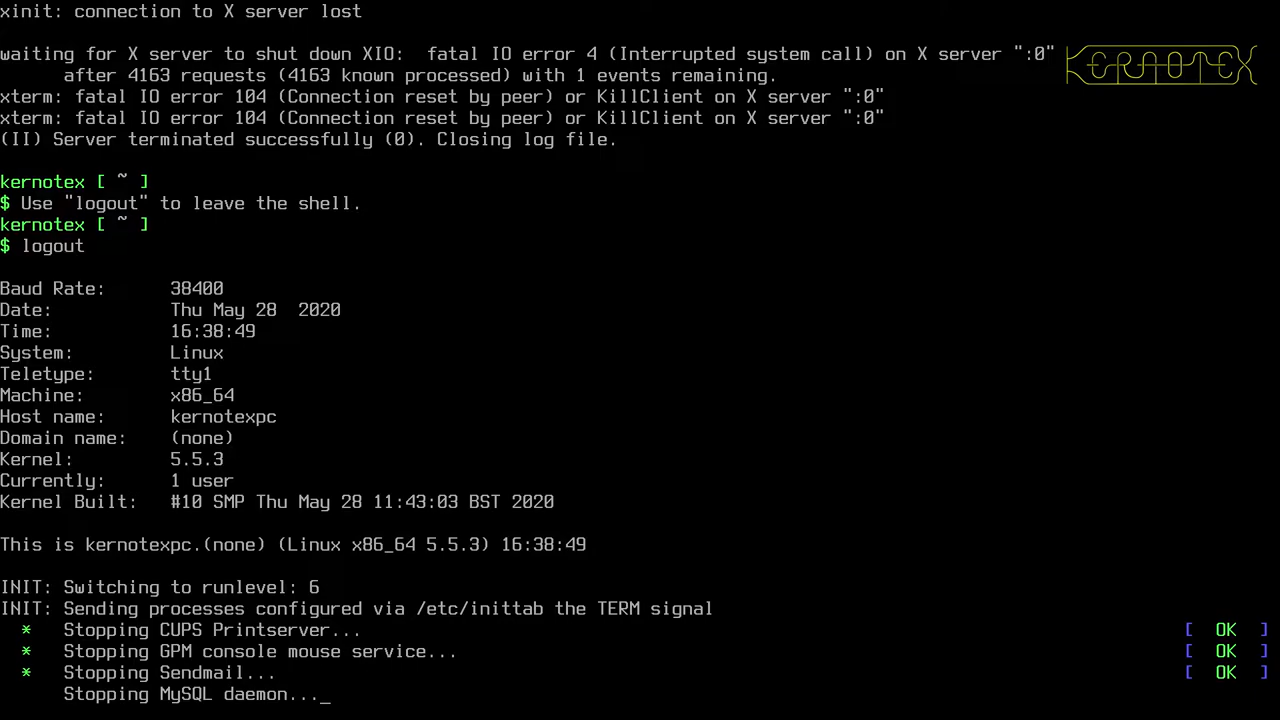 xinit: connection to X server lost
waiting for X server to shut down XIO:  fatal IO error 4 (Interrupted system call) on X server ":0"
KERNOTEX
      after 4163 requests (4163 known processed) with 1 events remaining.
xterm: fatal IO error 104 (Connection reset by peer) or KillClient on X server ":0"
xterm: fatal IO error 104 (Connection reset by peer) or KillClient on X server ":0"
(II) Server terminated successfully (0). Closing log file.
kernotex [ ~ ]
$ Use "logout" to leave the shell.
kernotex [ ~ ]
$ logout
Baud Rate:      38400
Date:           Thu May 28  2020
Time:           16:38:49
System:         Linux
Teletype:       tty1
Machine:        x86_64
Host name:      kernotexpc
Domain name:    (none)
Kernel:         5.5.3
Currently:      1 user
Kernel Built:   #10 SMP Thu May 28 11:43:03 BST 2020
This is kernotexpc.(none) (Linux x86_64 5.5.3) 16:38:49
INIT: Switching to runlevel: 6
INIT: Sending processes configured via /etc/inittab the TERM signal
  *   Stopping CUPS Printserver... [  OK  ]
  *   Stopping GPM console mouse service... [  OK  ]
  *   Stopping Sendmail... [  OK  ]
      Stopping MySQL daemon..._